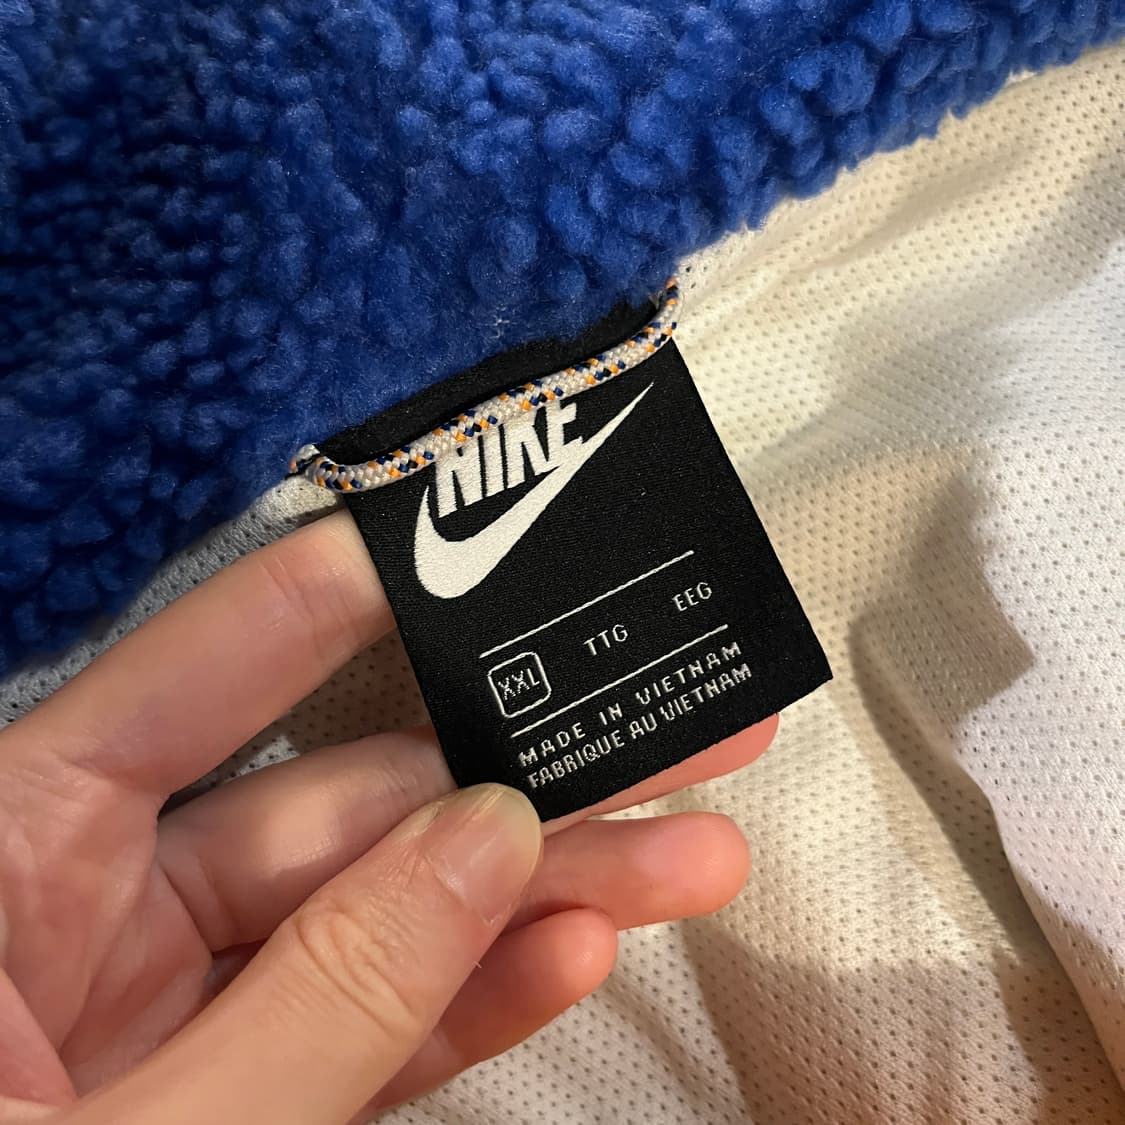 NIKE
XXL TTG EEG
MADE IN VIETNAM
FABRIQUE AU VIETNAM